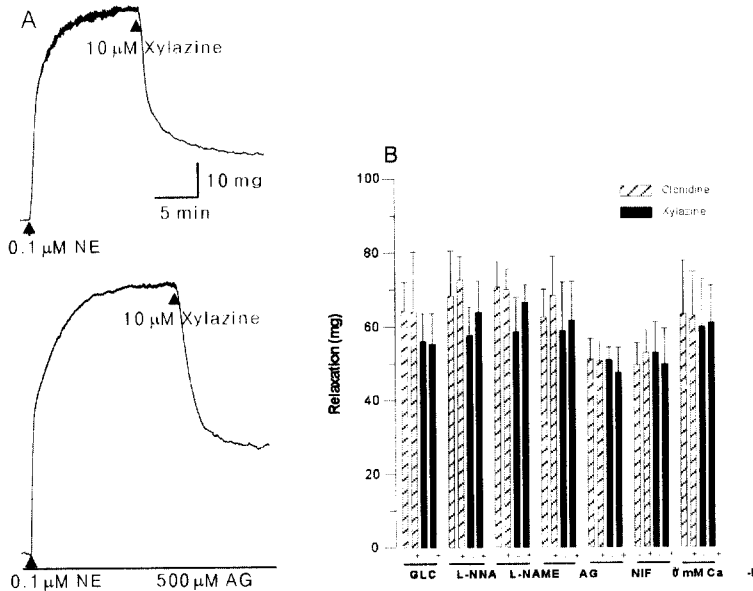 A
10 μM Xylazine
10 mg
5 min
0.1 μM NE
10 μM Xylazine
0.1 μM NE
500 μM AG
B
Clonidine
Xylazine
Relaxation (mg)
100
80
60
40
20
0
GLC
L-NNA
L-NAME
AG
NIF
0 mM Ca